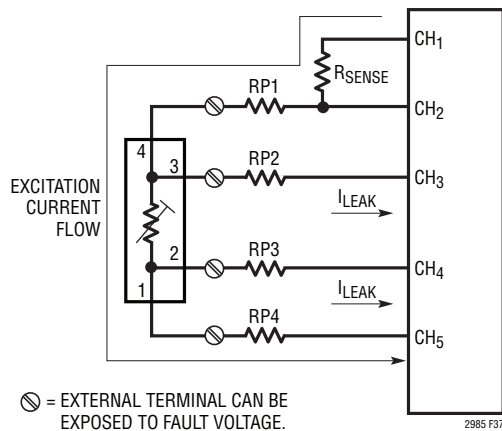 CH1
RSENSE
RP1
CH2
4
3
RP2
CH3
EXCITATION
CURRENT
FLOW
ILEAK
2
RP3
CH4
1
ILEAK
RP4
CH5
= EXTERNAL TERMINAL CAN BE
EXPOSED TO FAULT VOLTAGE.
2985 F37